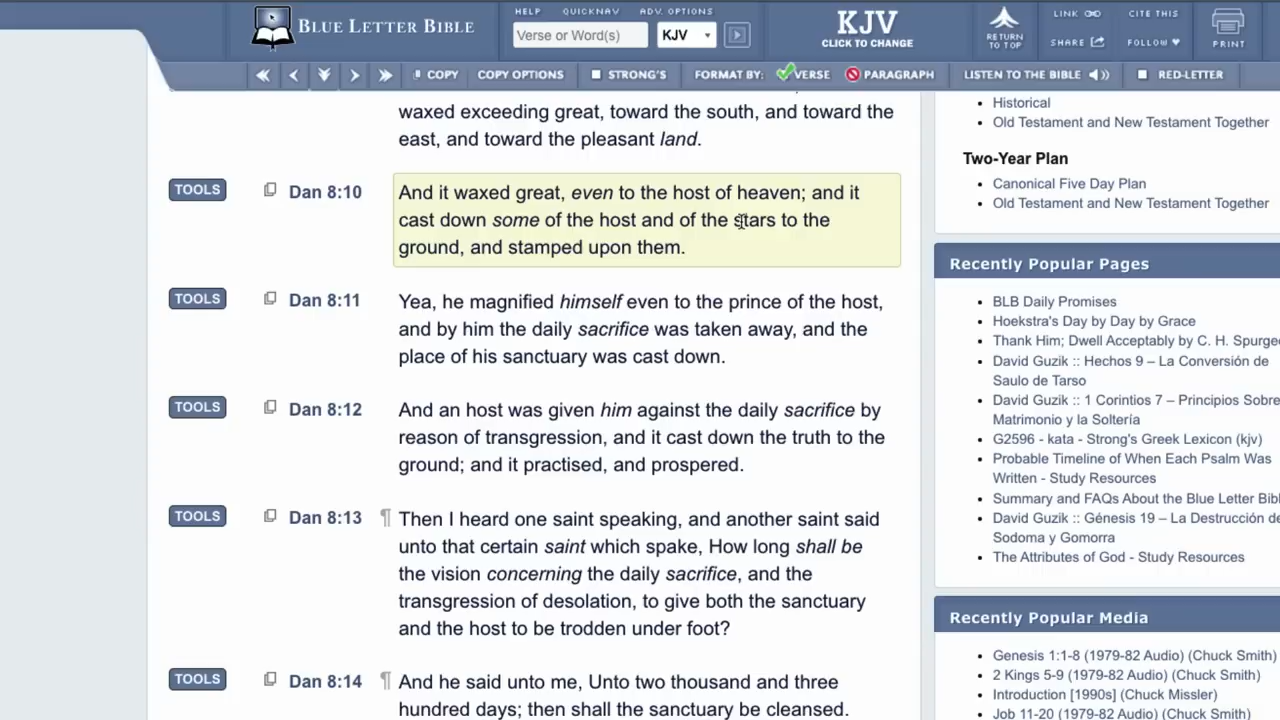 BLUE LETTER BIBLE
HELP QUICKNAV ADV. OPTIONS
Verse or Word(s) KJV
KJV
CLICK TO CHANGE
RETURN
TO TOP
LINK CITE THIS
SHARE FOLLOW
PRINT
COPY COPY OPTIONS STRONG'S FORMAT BY: VERSE PARAGRAPH LISTEN TO THE BIBLE RED-LETTER
waxed exceeding great, toward the south, and toward the
east, and toward the pleasant land.
TOOLS Dan 8:10 And it waxed great, even to the host of heaven; and it
cast down some of the host and of the stars to the
ground, and stamped upon them.
TOOLS Dan 8:11 Yea, he magnified himself even to the prince of the host,
and by him the daily sacrifice was taken away, and the
place of his sanctuary was cast down.
TOOLS Dan 8:12 And an host was given him against the daily sacrifice by
reason of transgression, and it cast down the truth to the
ground; and it practised, and prospered.
TOOLS Dan 8:13 ¶ Then I heard one saint speaking, and another saint said
unto that certain saint which spake, How long shall be
the vision concerning the daily sacrifice, and the
transgression of desolation, to give both the sanctuary
and the host to be trodden under foot?
TOOLS Dan 8:14 ¶ And he said unto me, Unto two thousand and three
hundred days; then shall the sanctuary be cleansed.
Historical
Old Testament and New Testament Together
Two-Year Plan
Canonical Five Day Plan
Old Testament and New Testament Together
Recently Popular Pages
BLB Daily Promises
Hoekstra's Day by Day by Grace
Thank Him; Dwell Acceptably by C. H. Spurge
David Guzik :: Hechos 9 – La Conversión de
Saulo de Tarso
David Guzik :: 1 Corintios 7 – Principios Sobre
Matrimonio y la Soltería
G2596 - kata - Strong's Greek Lexicon (kjv)
Probable Timeline of When Each Psalm Was
Written - Study Resources
Summary and FAQs About the Blue Letter Bib
David Guzik :: Génesis 19 – La Destrucción de
Sodoma y Gomorra
The Attributes of God - Study Resources
Recently Popular Media
Genesis 1:1-8 (1979-82 Audio) (Chuck Smith)
2 Kings 5-9 (1979-82 Audio) (Chuck Smith)
Introduction [1990s] (Chuck Missler)
Job 11-20 (1979-82 Audio) (Chuck Smith)